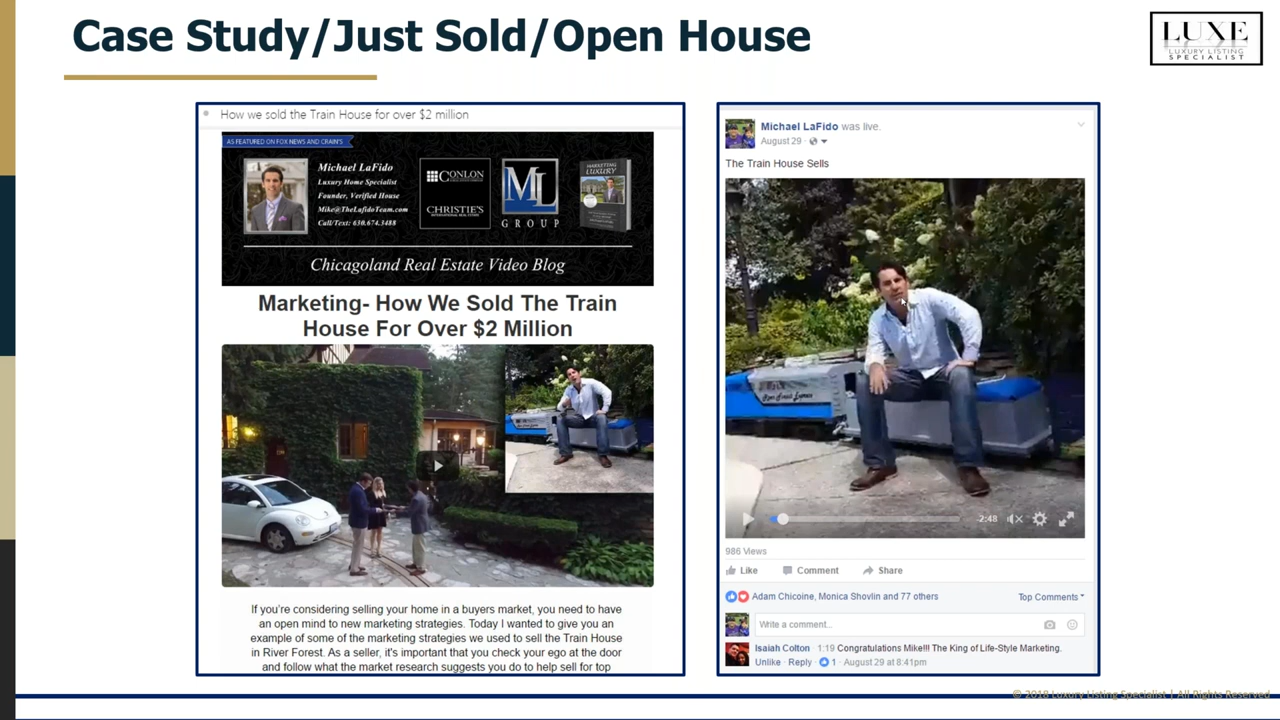 Case Study/Just Sold/Open House
LUXE
LUXURY LISTING
SPECIALIST
How we sold the Train House for over $2 million
AS FEATURED ON FOX NEWS AND CRAIN'S
Michael LaFido
Luxury Home Specialist
Founder, Verified House
Mike@TheLafidoTeam.com
Call/Text: 630.674.3488
CONLON
CHRISTIE'S
INTERNATIONAL REAL ESTATE
ML
GROUP
MARKETING
LUXURY
Chicagoland Real Estate Video Blog
Marketing- How We Sold The Train
House For Over $2 Million
If you're considering selling your home in a buyers market, you need to have
an open mind to new marketing strategies. Today I wanted to give you an
example of some of the marketing strategies we used to sell the Train House
in River Forest. As a seller, it's important that you check your ego at the door
and follow what the market research suggests you do to help sell for top
Michael LaFido was live.
August 29
The Train House Sells
-2:48
986 Views
Like Comment Share
Adam Chicoine, Monica Shovlin and 77 others Top Comments
Write a comment...
Isaiah Colton 1:19 Congratulations Mike!!! The King of Life-Style Marketing.
Unlike · Reply · 1 · August 29 at 8:41pm
© 2018 Luxury Listing Specialist | All Rights Reserved